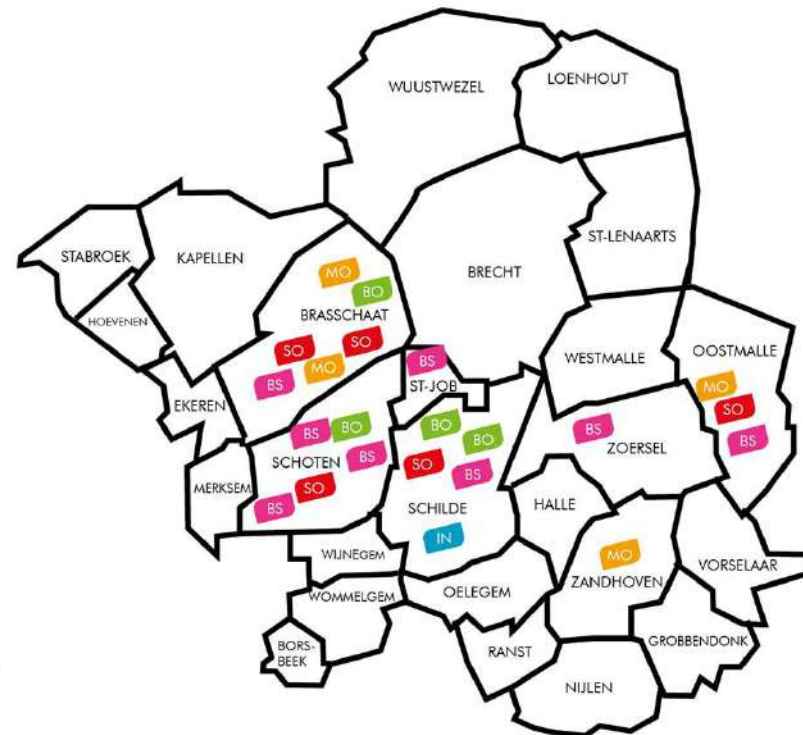 LOENHOUT
WUUSTWEZEL
ST-LENAARTS
STABROEK
KAPELLEN
BRECHT
MO
BO
BRASSCHAAT
HOEVENEN
SO
SO
BS
MO
EKEREN
BS
ST-JOB
WESTMALLE
OOSTMALLE
MO
SO
BS
BS
ZOERSEL
BS
BO
SCHOTEN
BS
SO
BS
MERKSEM
BO
BO
SO
BS
SCHILDE
IN
HALLE
MO
ZANDHOVEN
VORSELAAR
WIJNEGEM
WOMMELGEM
OELEGEM
BORS-
BEEK
RANST
GROBBENDONK
NIJLEN